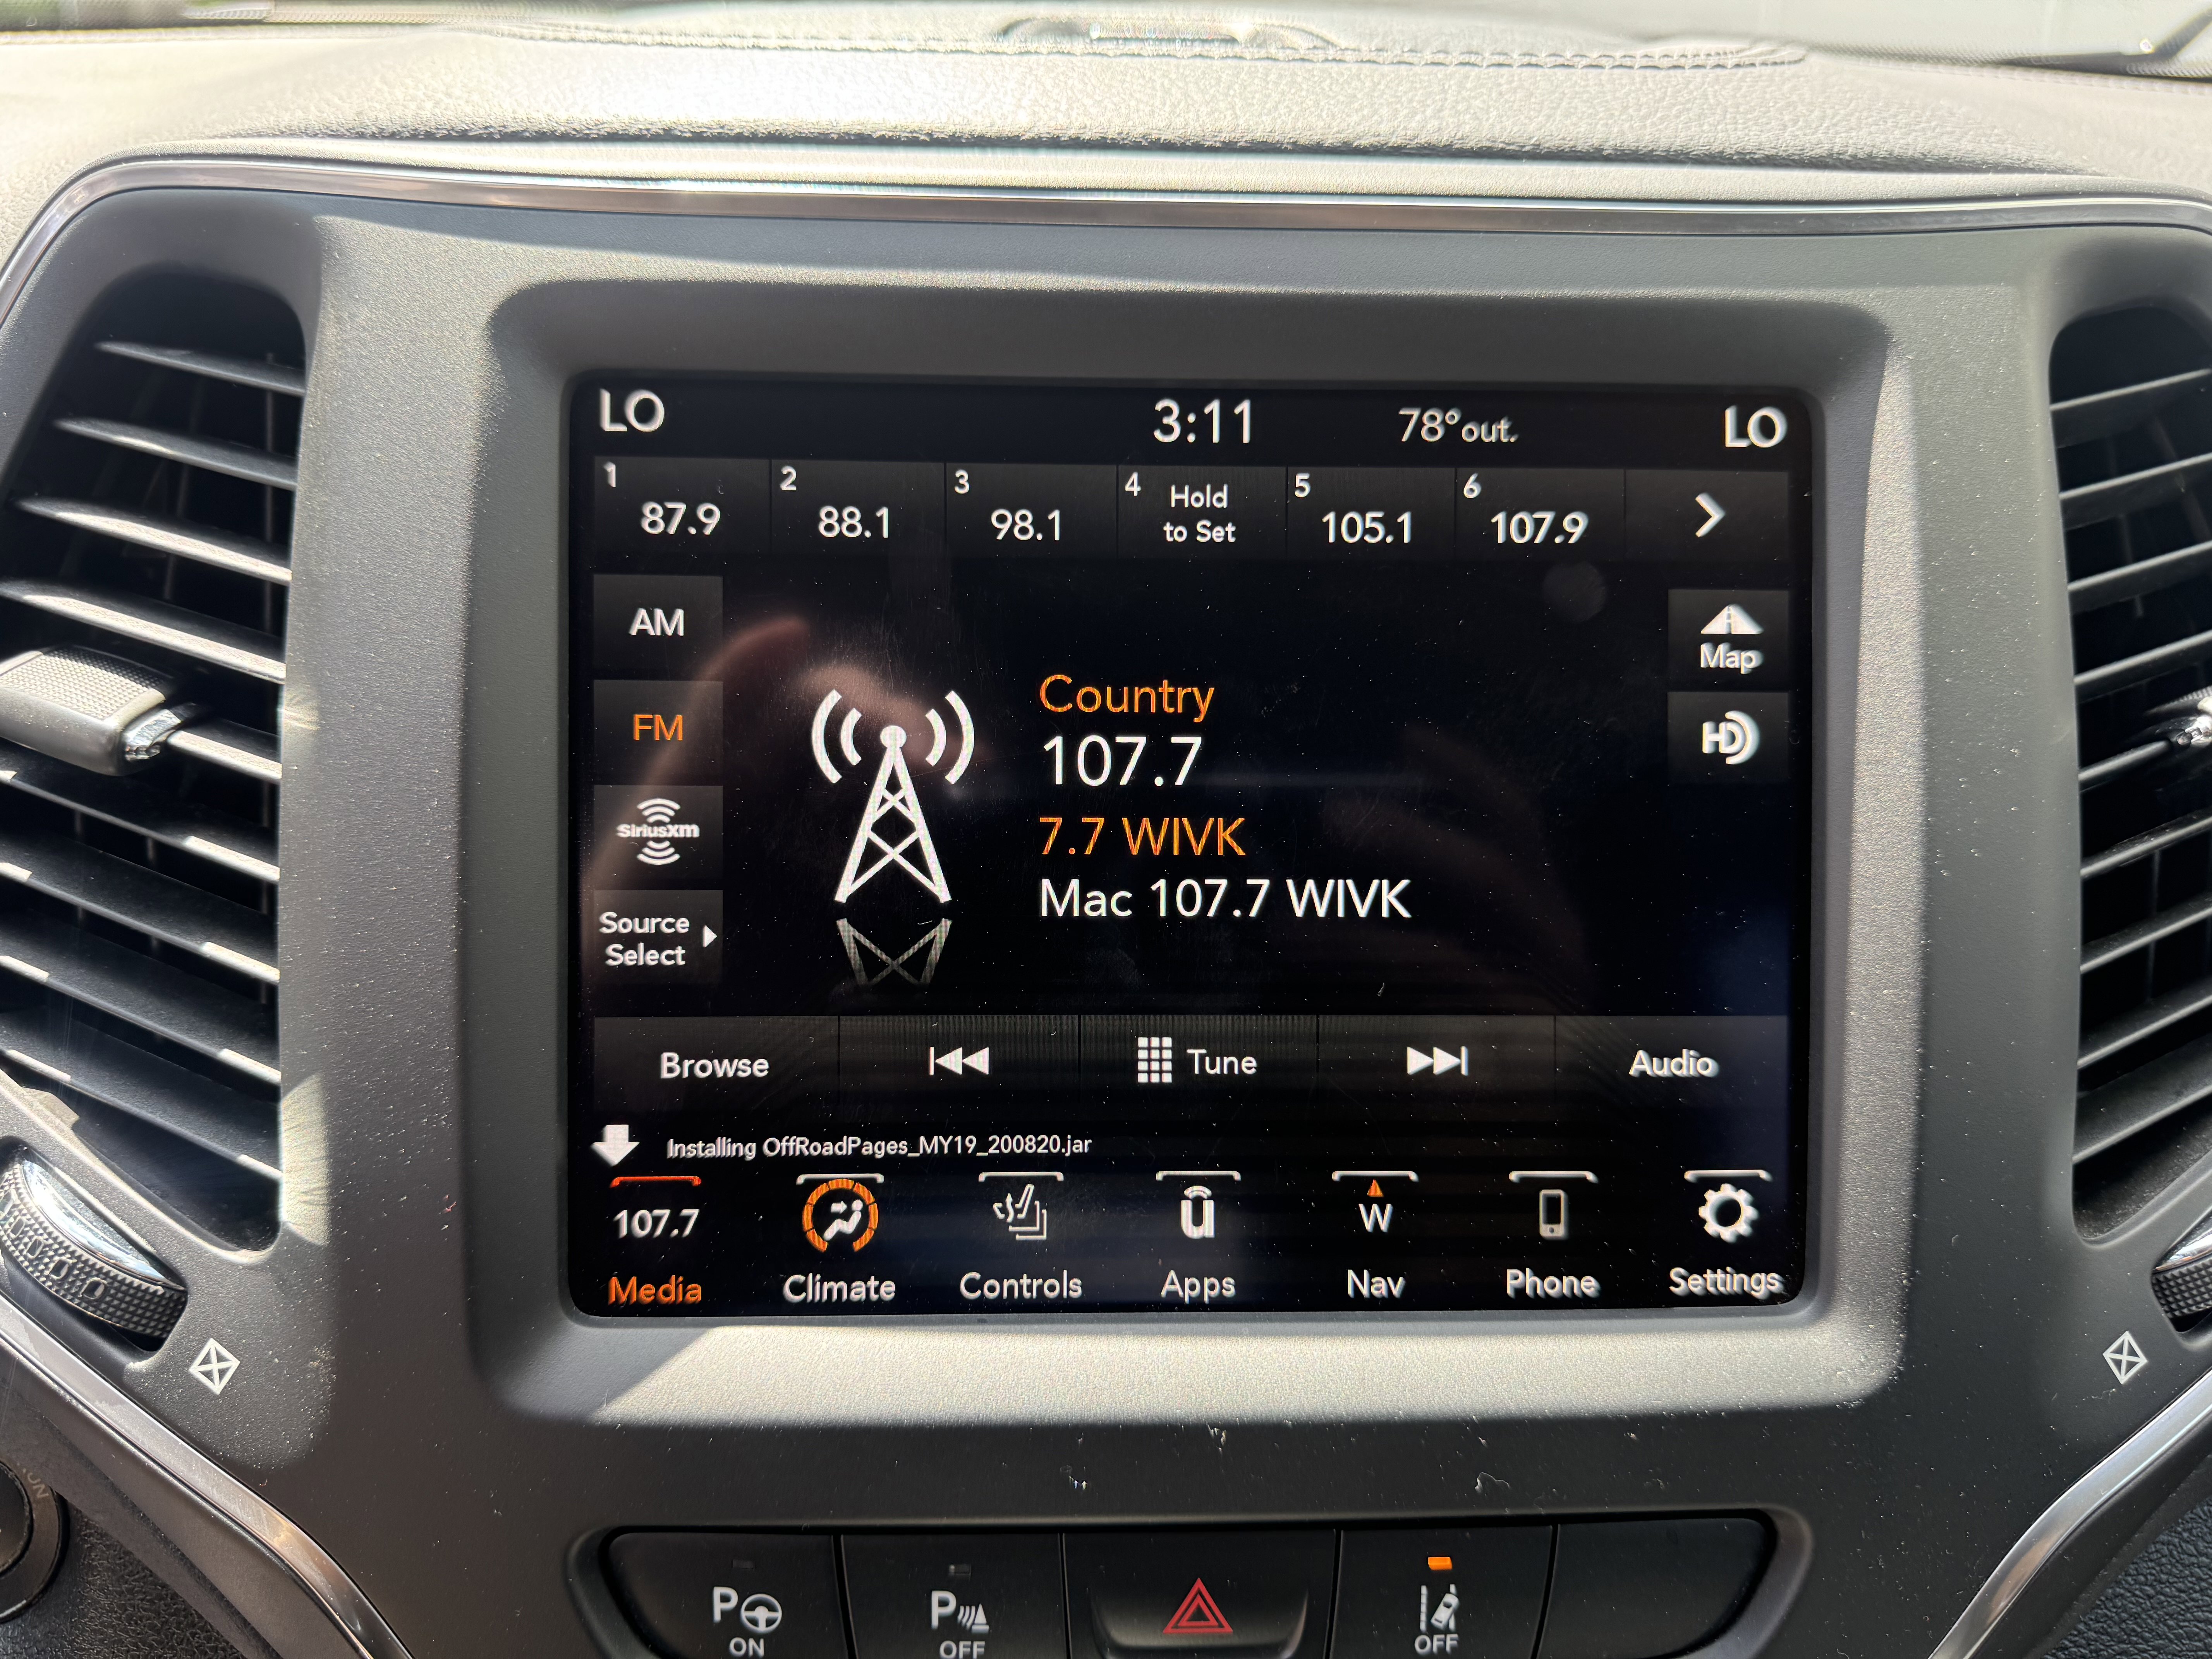 LO 3:11 78°out. LO
1 87.9 2 88.1 3 98.1 4 Hold to Set 5 105.1 6 107.9
AM
Map
FM
HD
Country
107.7
7.7 WIVK
Mac 107.7 WIVK
siriusxm
Source
Select
Browse Tune Audio
Installing OffRoadPages_MY19_200820.jar
107.7 u W
Media Climate Controls Apps Nav Phone Settings
P ON P OFF OFF